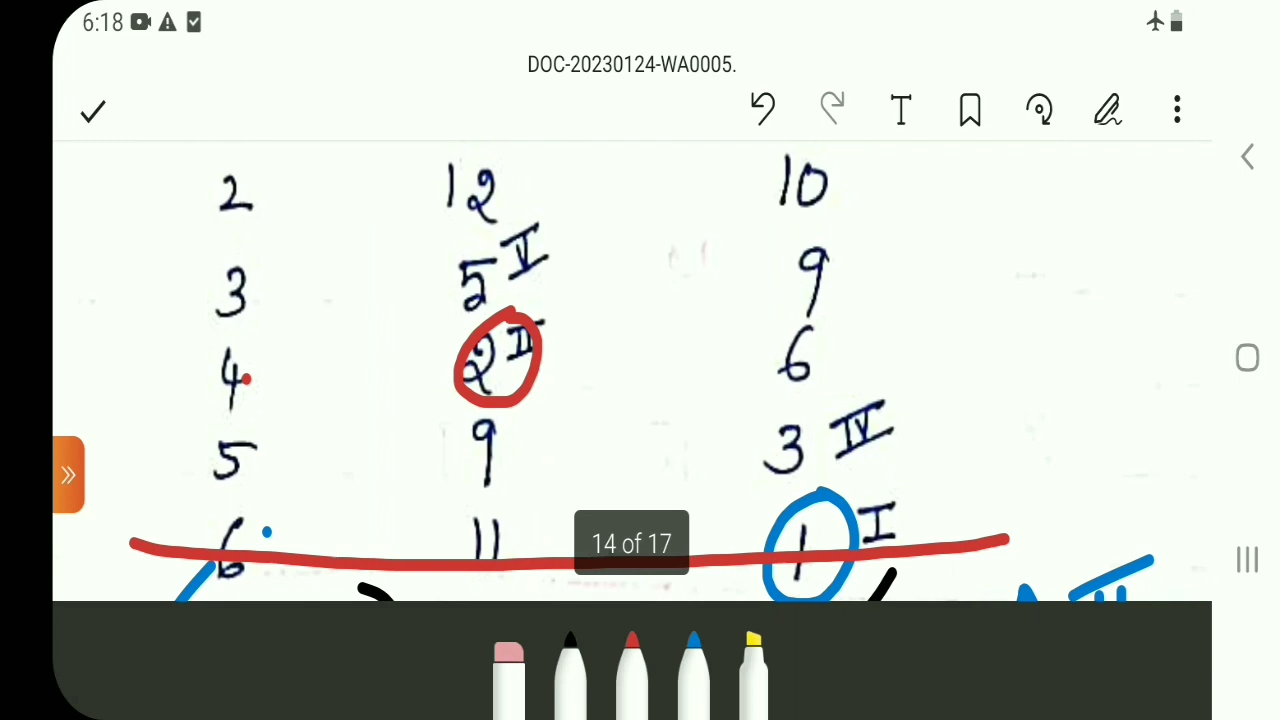 6:18
DOC-20230124-WA0005.
T
2 12 10
3 5 V 9
4 2 II 6
5 9 3 IV
6 11 1 I
14 of 17